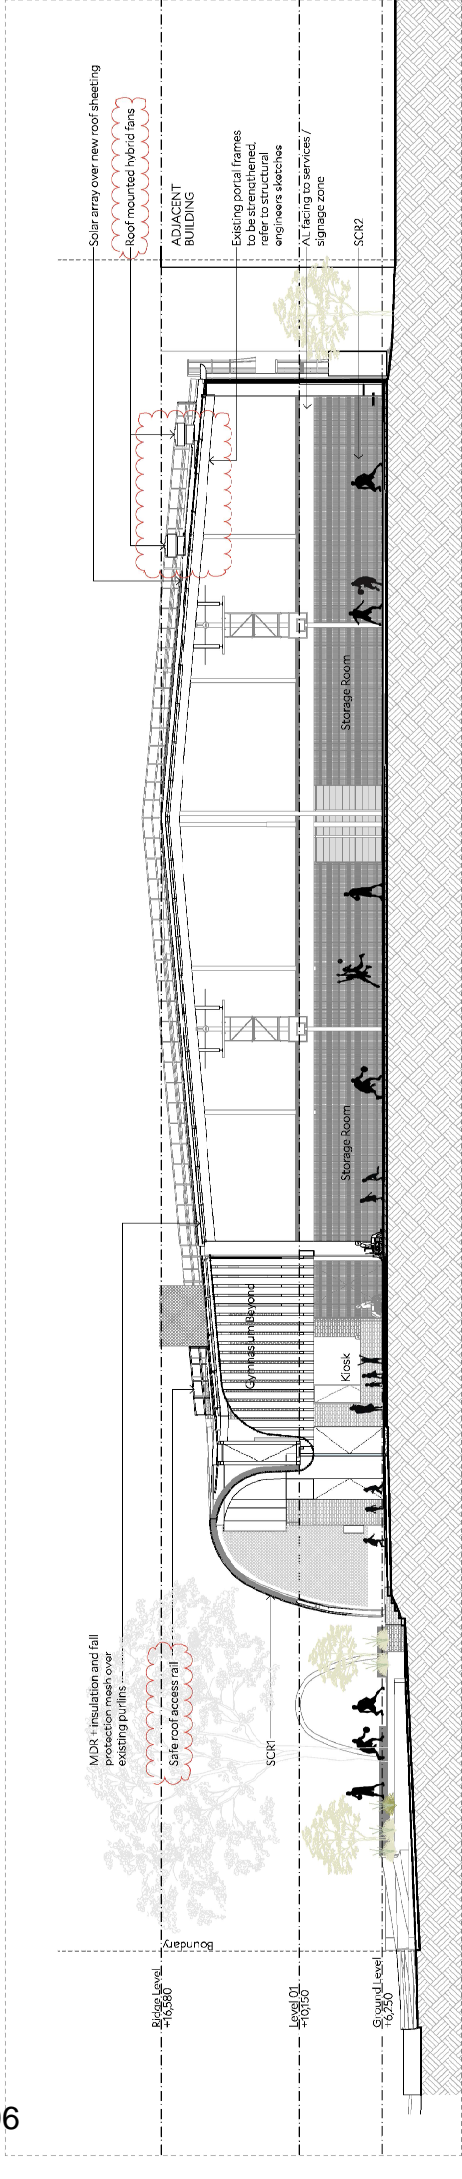 MDR + insulation and fall
protection mesh over
existing purlins
Safe roof access rail
SCR1
Solar array over new roof sheeting
Roof mounted hybrid fans
ADJACENT
BUILDING
Existing portal frames
to be strengthened,
refer to structural
engineers sketches
AL facing to services /
signage zone
SCR2
Boundary
Ridge Level
+16,580
Level 01
+10,150
Ground Level
+6,250
Gymnasium Beyond
Kiosk
Storage Room
Storage Room